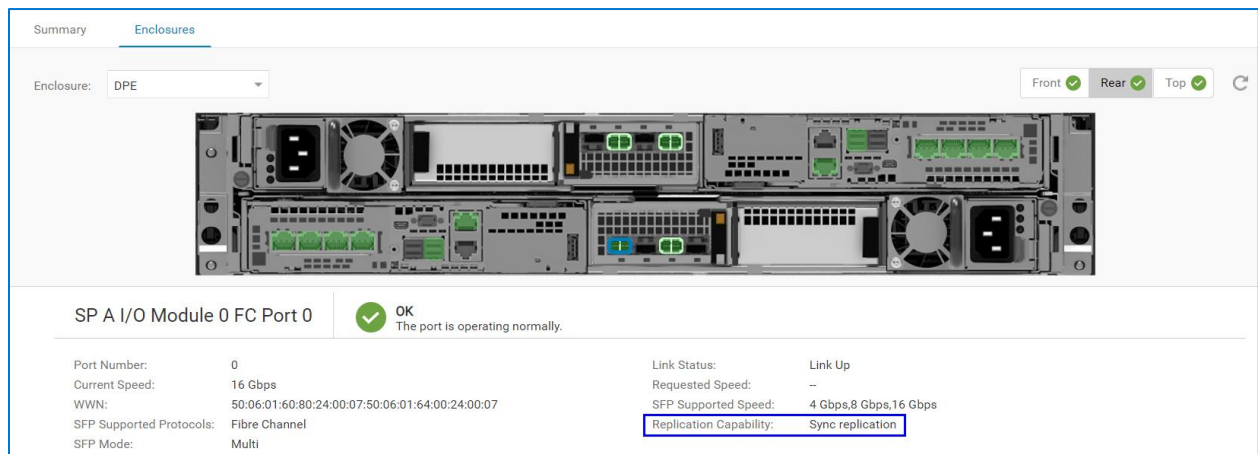 Summary Enclosures
Enclosure: DPE Front Rear Top
SP A I/O Module 0 FC Port 0 OK
The port is operating normally.
Port Number: 0 Link Status: Link Up
Current Speed: 16 Gbps Requested Speed: --
WWN: 50:06:01:60:80:24:00:07:50:06:01:64:00:24:00:07 SFP Supported Speed: 4 Gbps,8 Gbps,16 Gbps
SFP Supported Protocols: Fibre Channel Replication Capability: Sync replication
SFP Mode: Multi